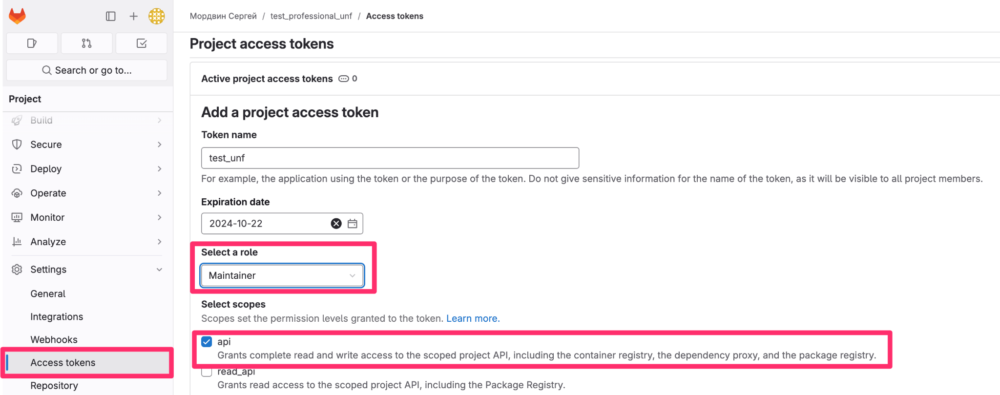 Мордвин Сергей / test_professional_unf / Access tokens
Search or go to...
Project
Build
Secure
Deploy
Operate
Monitor
Analyze
Settings
General
Integrations
Webhooks
Access tokens
Repository
Project access tokens
Active project access tokens 0
Add a project access token
Token name
test_unf
For example, the application using the token or the purpose of the token. Do not give sensitive information for the name of the token, as it will be visible to all project members.
Expiration date
2024-10-22
Select a role
Maintainer
Select scopes
Scopes set the permission levels granted to the token. Learn more.
api
Grants complete read and write access to the scoped project API, including the container registry, the dependency proxy, and the package registry.
read_api
Grants read access to the scoped project API, including the Package Registry.